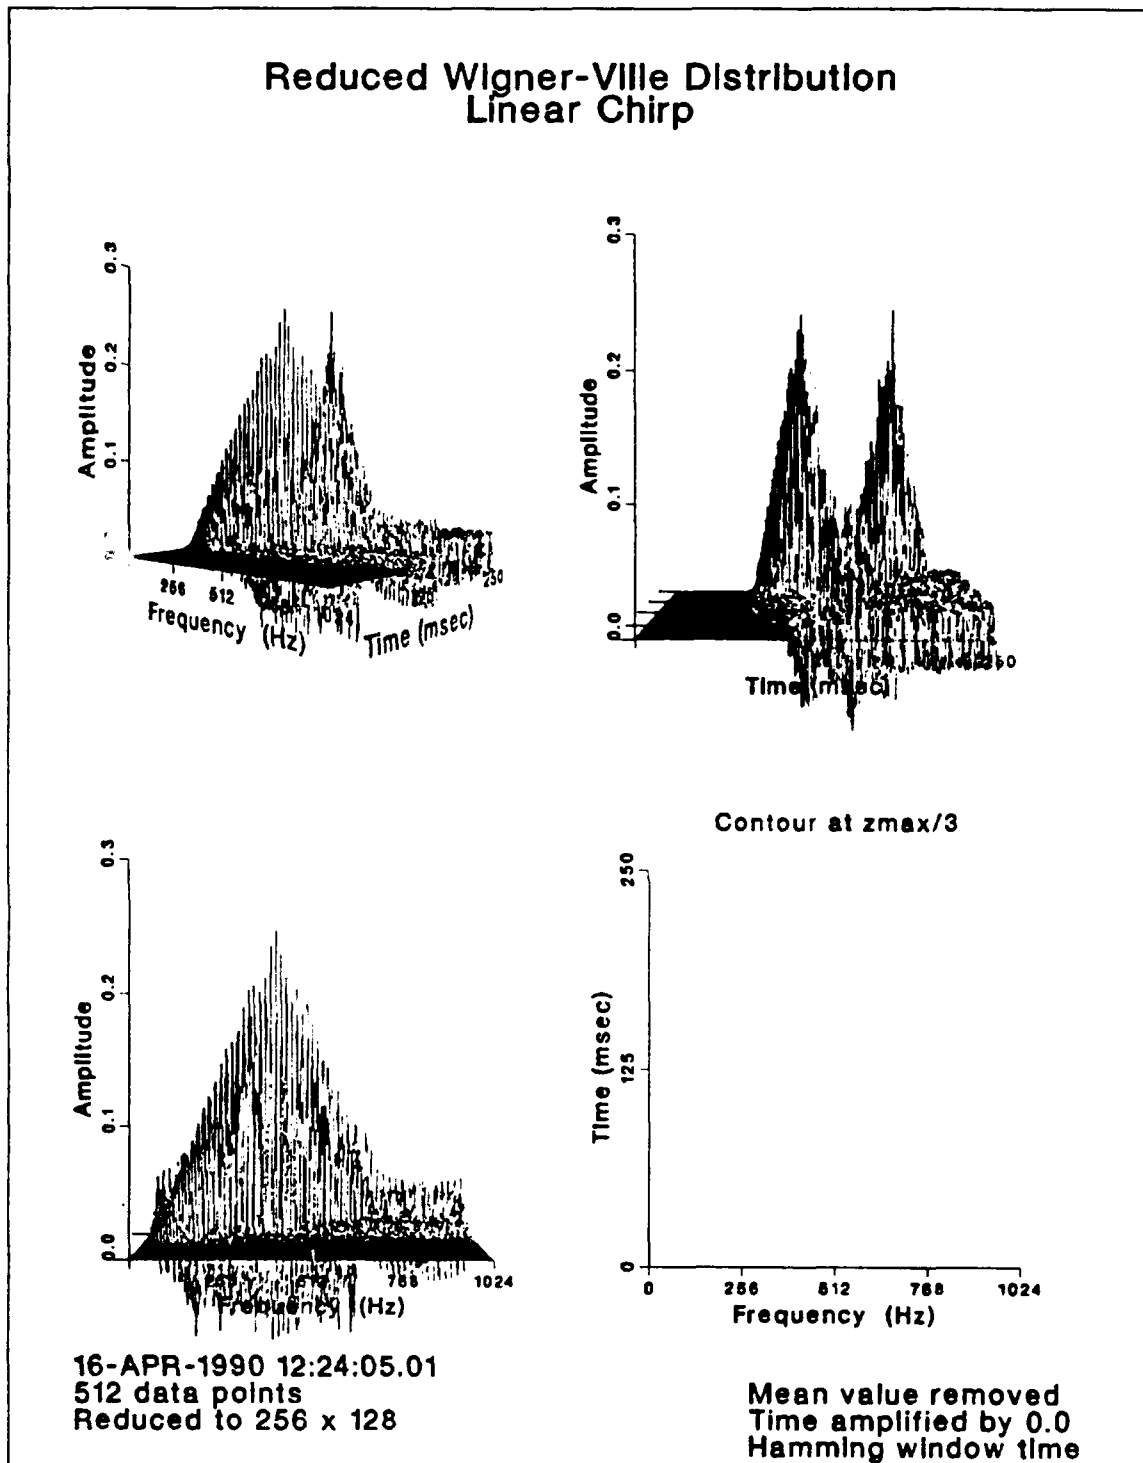 Reduced Wigner-Ville Distribution
Linear Chirp
Amplitude
0.3
0.2
0.1
256
512
1024
250
Frequency (Hz)
Time (msec)
Amplitude
0.3
0.2
0.1
0.0
250
Time (msec)
Amplitude
0.3
0.2
0.1
0.0
768
1024
Frequency (Hz)
Contour at zmax/3
Time (msec)
250
125
0
0
256
512
768
1024
Frequency (Hz)
16-APR-1990 12:24:05.01
512 data points
Reduced to 256 x 128
Mean value removed
Time amplified by 0.0
Hamming window time